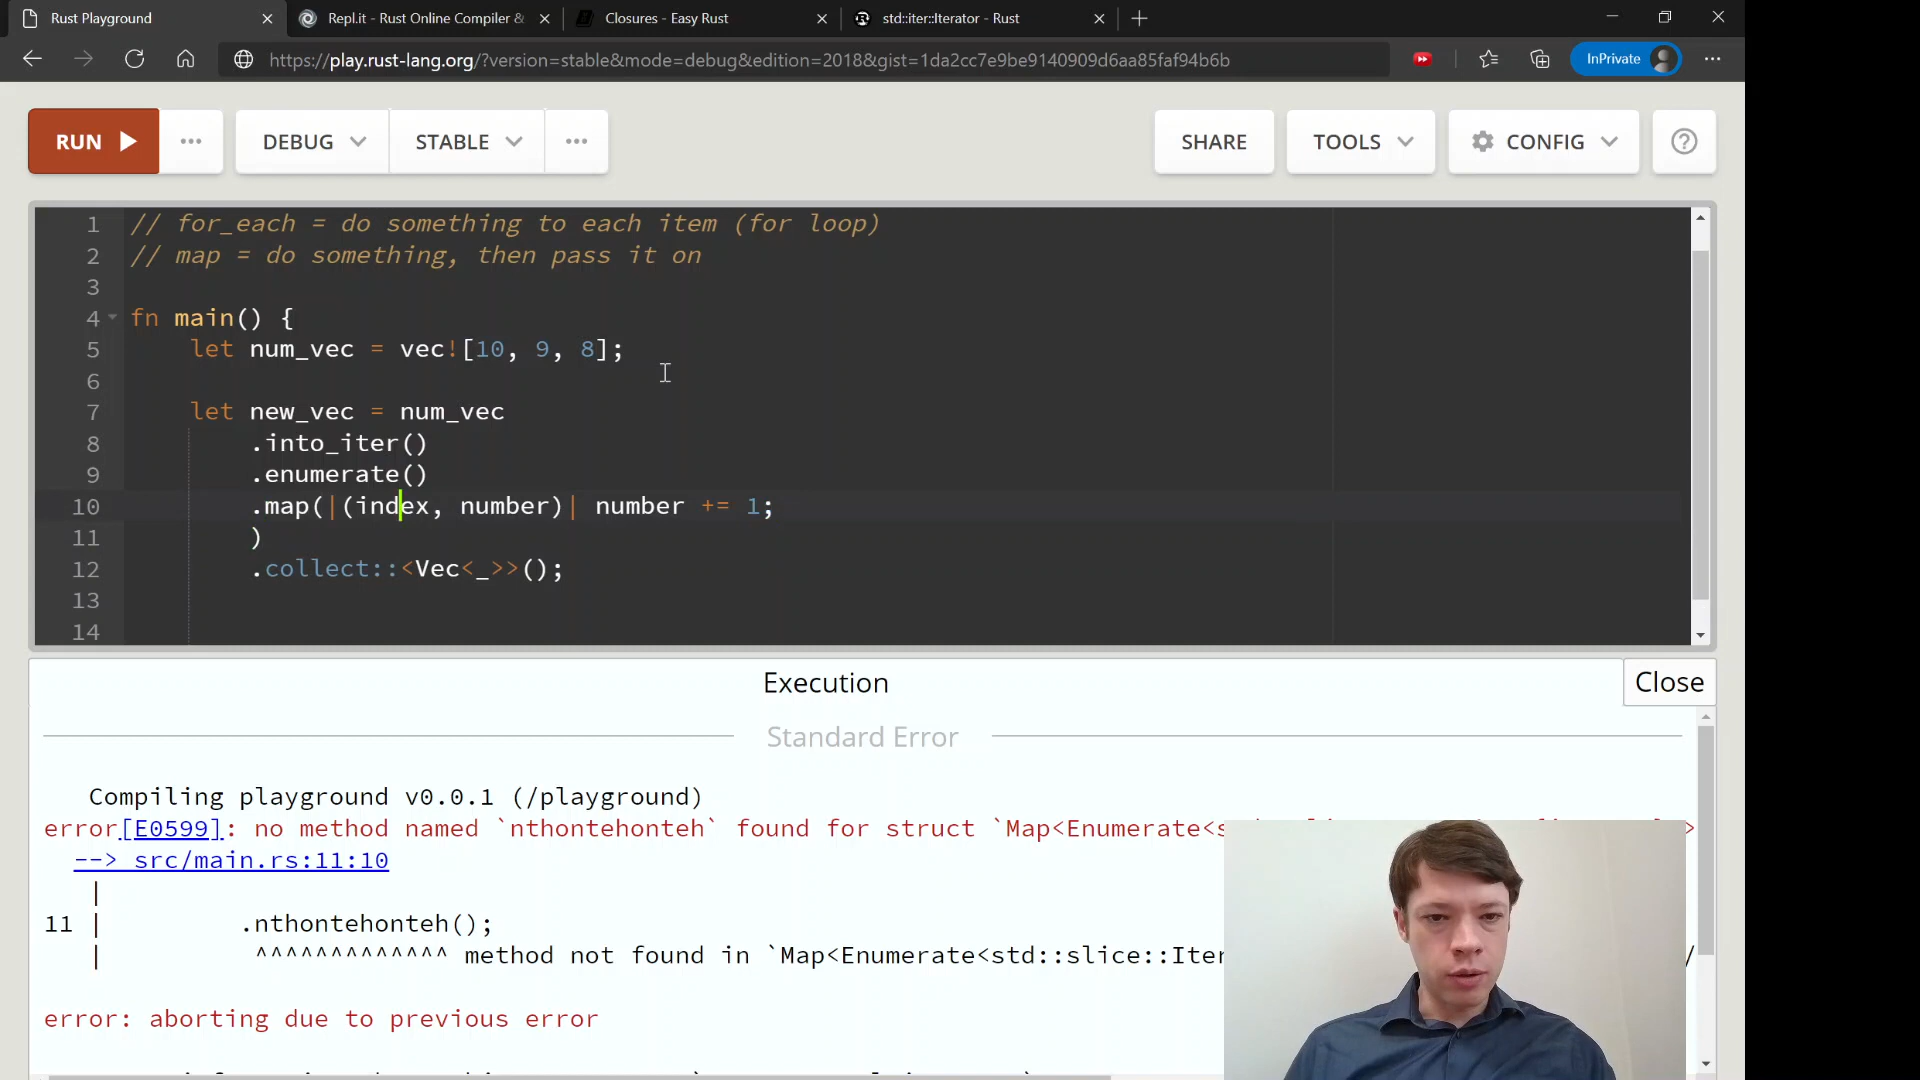 Rust Playground
Repl.it - Rust Online Compiler &
Closures - Easy Rust
std::iter::Iterator - Rust
https://play.rust-lang.org/?version=stable&mode=debug&edition=2018&gist=1da2cc7e9be9140909d6aa85faf94b6b
InPrivate
RUN
DEBUG
STABLE
SHARE
TOOLS
CONFIG
1 // for_each = do something to each item (for loop)
2 // map = do something, then pass it on
3
4 fn main() {
5 let num_vec = vec![10, 9, 8];
6
7 let new_vec = num_vec
8 .into_iter()
9 .enumerate()
10 .map(|(index, number)| number += 1;
11 )
12 .collect::<Vec<_>>();
13
14
Execution
Close
Standard Error
Compiling playground v0.0.1 (/playground)
error[E0599]: no method named `nthontehonteh` found for struct `Map<Enumerate<
--> src/main.rs:11:10
|
11 | .nthontehonteh();
| ^^^^^^^^^^^^^ method not found in `Map<Enumerate<std::slice::Iter
error: aborting due to previous error